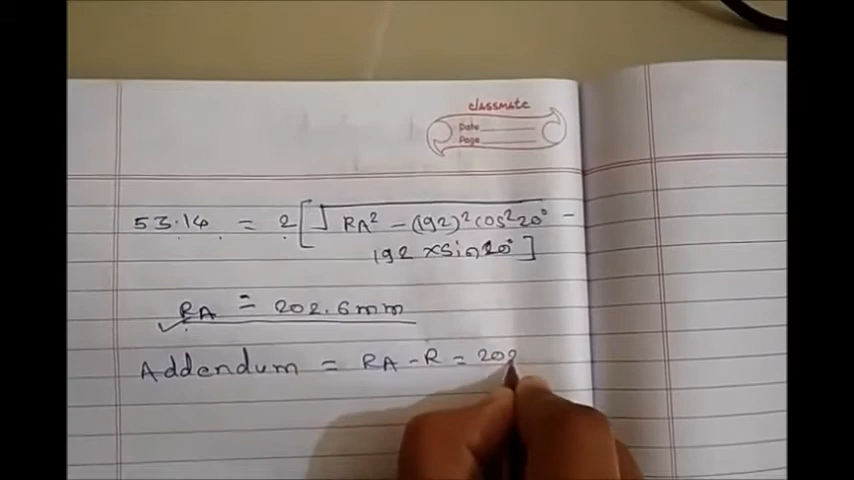 classmate
Date
Page
53.14 = 2[√RA² - (192)² cos² 20° -
192 × sin 20°]
RA = 202.6mm
Addendum = RA - R = 202